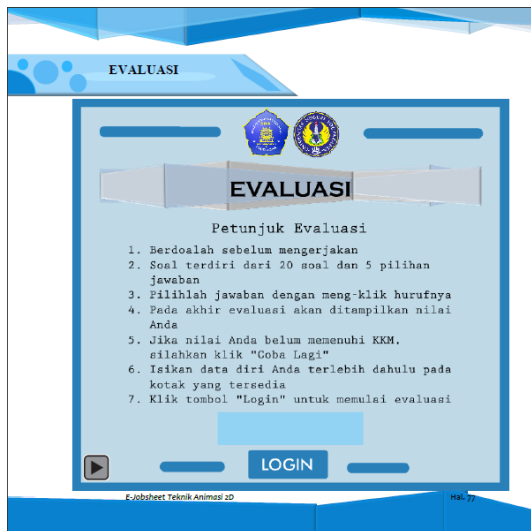 EVALUASI
EVALUASI
Petunjuk Evaluasi
1. Berdoalah sebelum mengerjakan
2. Soal terdiri dari 20 soal dan 5 pilihan
jawaban
3. Pilihlah jawaban dengan meng-klik hurufnya
4. Pada akhir evaluasi akan ditampilkan nilai
Anda
5. Jika nilai Anda belum memenuhi KKM,
silahkan klik "Coba Lagi"
6. Isikan data diri Anda terlebih dahulu pada
kotak yang tersedia
7. Klik tombol "Login" untuk memulai evaluasi
LOGIN
E-Jobsheet Teknik Animasi 2D
Hal. 77